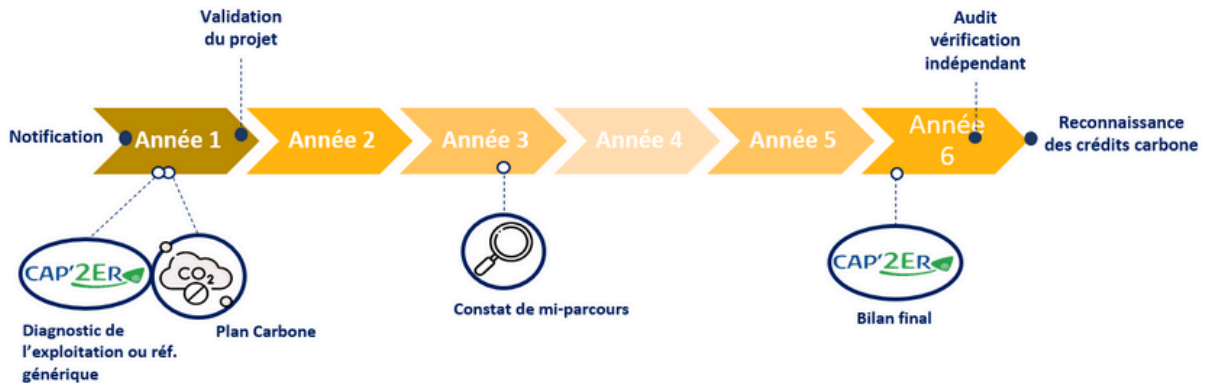 Validation
du projet
Audit
vérification
indépendant
Notification
Année 1
Année 2
Année 3
Année 4
Année 5
Année
6
Reconnaissance
des crédits carbone
CAP'2ER
CO2
CAP'2ER
Diagnostic de
l'exploitation ou réf.
générique
Plan Carbone
Constat de mi-parcours
Bilan final